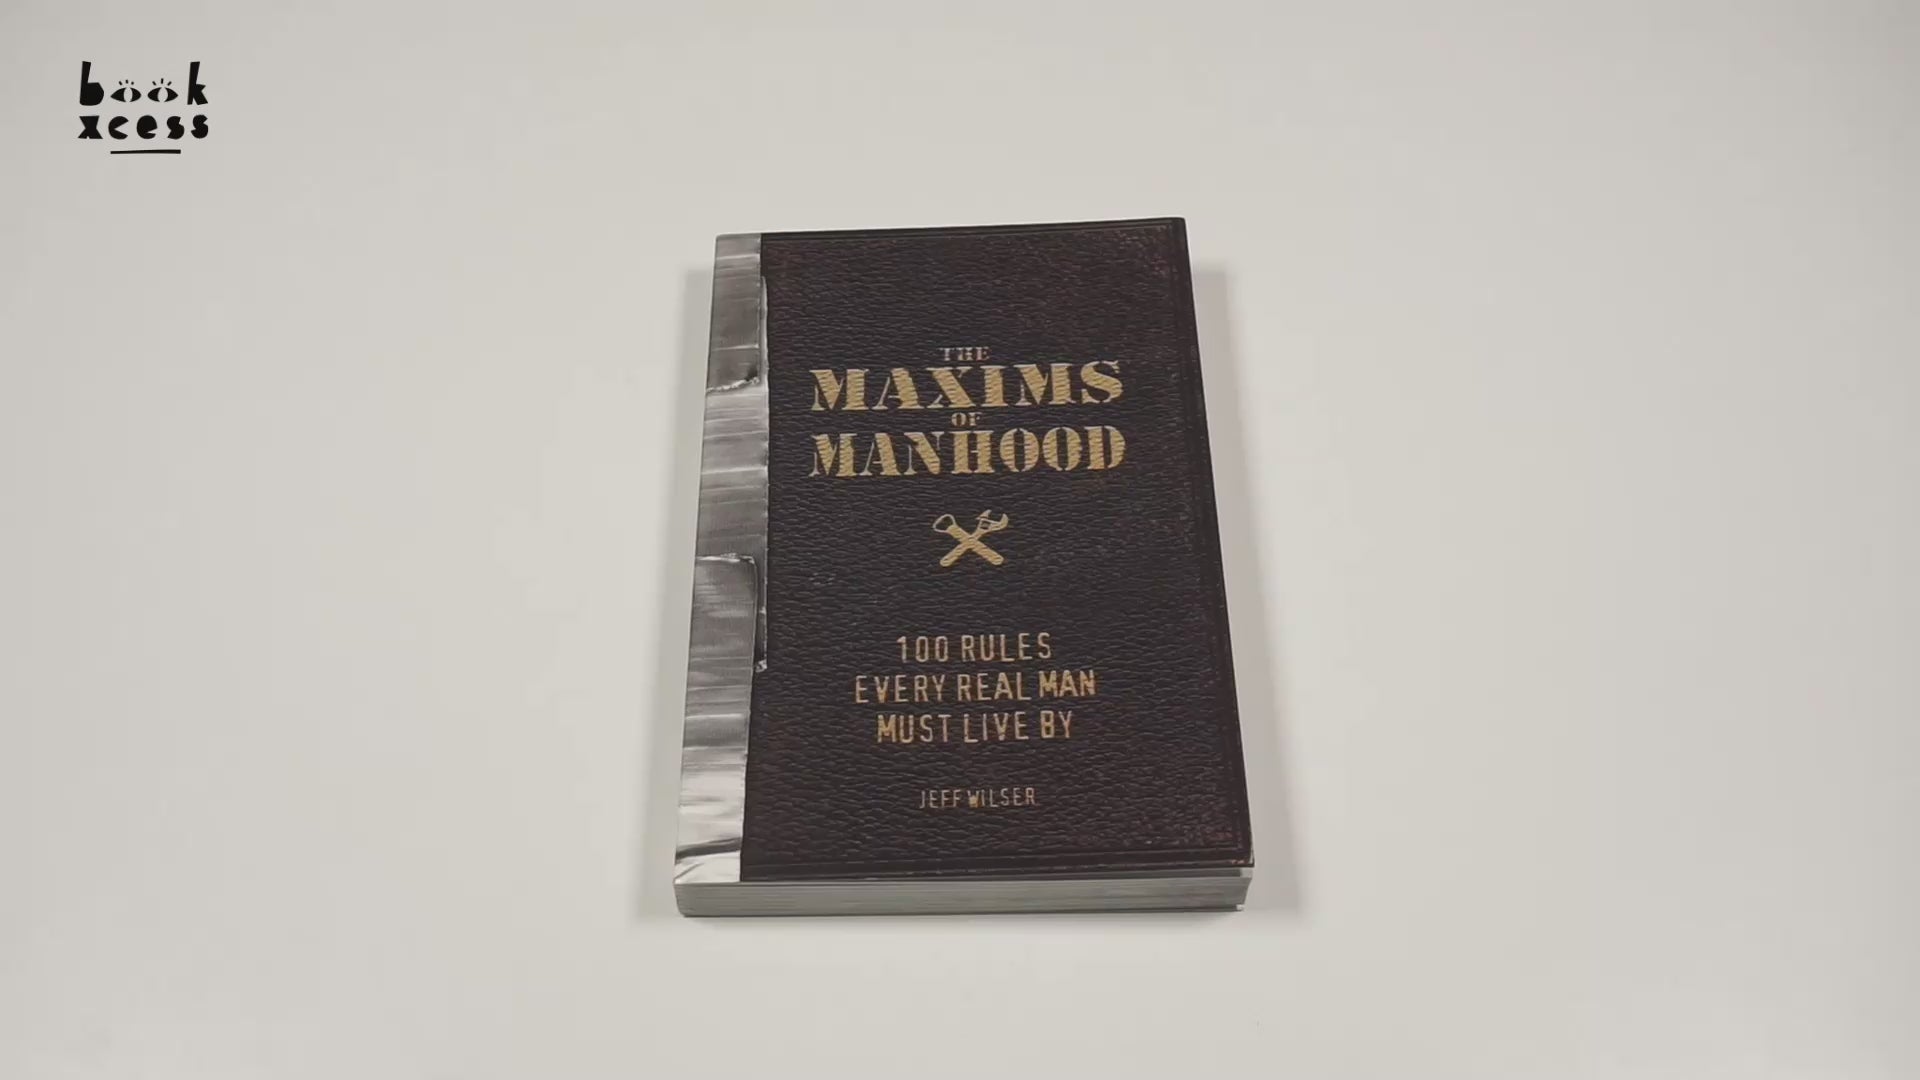 book
xcess
THE
MAXIMS
OF
MANHOOD
100 RULES
EVERY REAL MAN
MUST LIVE BY
JEFF WILSER